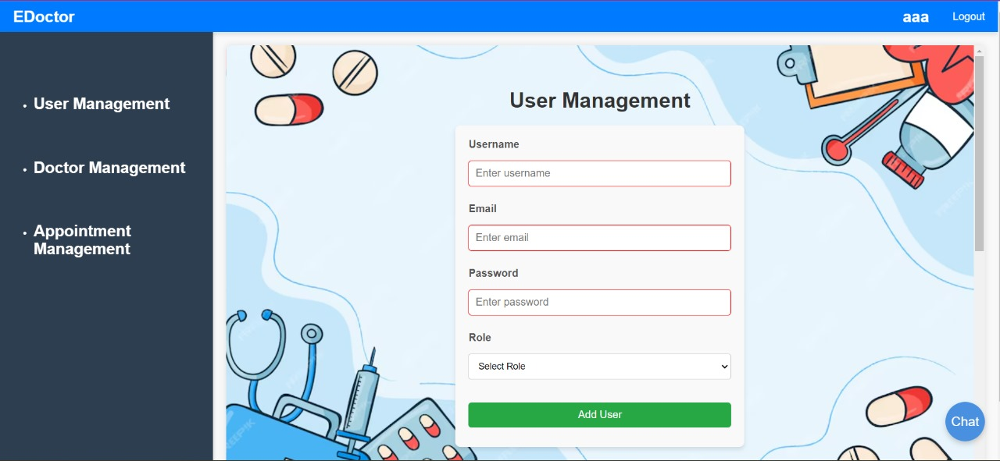 EDoctor
aaa
Logout
User Management
Doctor Management
Appointment
Management
User Management
Username
Enter username
Email
Enter email
Password
Enter password
Role
Select Role
Add User
Chat
FREEPIK